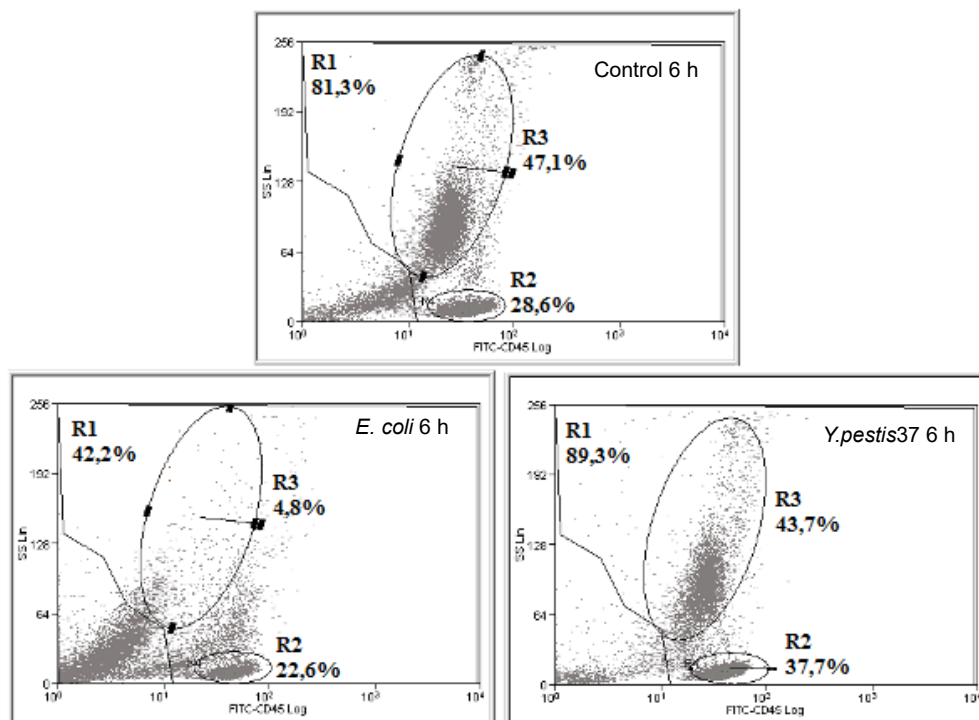 Control 6 h
R1
81,3%
R3
47,1%
R2
28,6%
256
192
128
64
0
SS Lin
10⁰ 10¹ 10² 10³ 10⁴
FITC-CD45 Log
E. coli 6 h
R1
42,2%
R3
4,8%
R2
22,6%
256
192
128
64
0
SS Lin
10⁰ 10¹ 10² 10³ 10⁴
FITC-CD45 Log
Y.pestis37 6 h
R1
89,3%
R3
43,7%
R2
37,7%
256
192
128
64
0
SS Lin
10⁰ 10¹ 10² 10³ 10⁴
FITC-CD45 Log